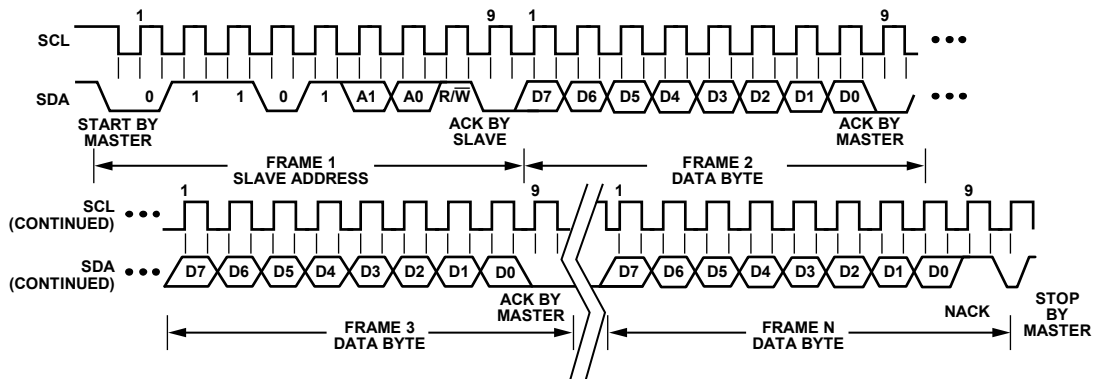 1 9 1 9
SCL
SDA 0 1 1 0 1 A1 A0 R/W̅ D7 D6 D5 D4 D3 D2 D1 D0
START BY MASTER
ACK BY SLAVE
ACK BY MASTER
FRAME 1
SLAVE ADDRESS
FRAME 2
DATA BYTE
1 9 1 9
SCL
(CONTINUED)
SDA
(CONTINUED)
D7 D6 D5 D4 D3 D2 D1 D0 D7 D6 D5 D4 D3 D2 D1 D0
ACK BY
MASTER
NACK
STOP
BY
MASTER
FRAME 3
DATA BYTE
FRAME N
DATA BYTE